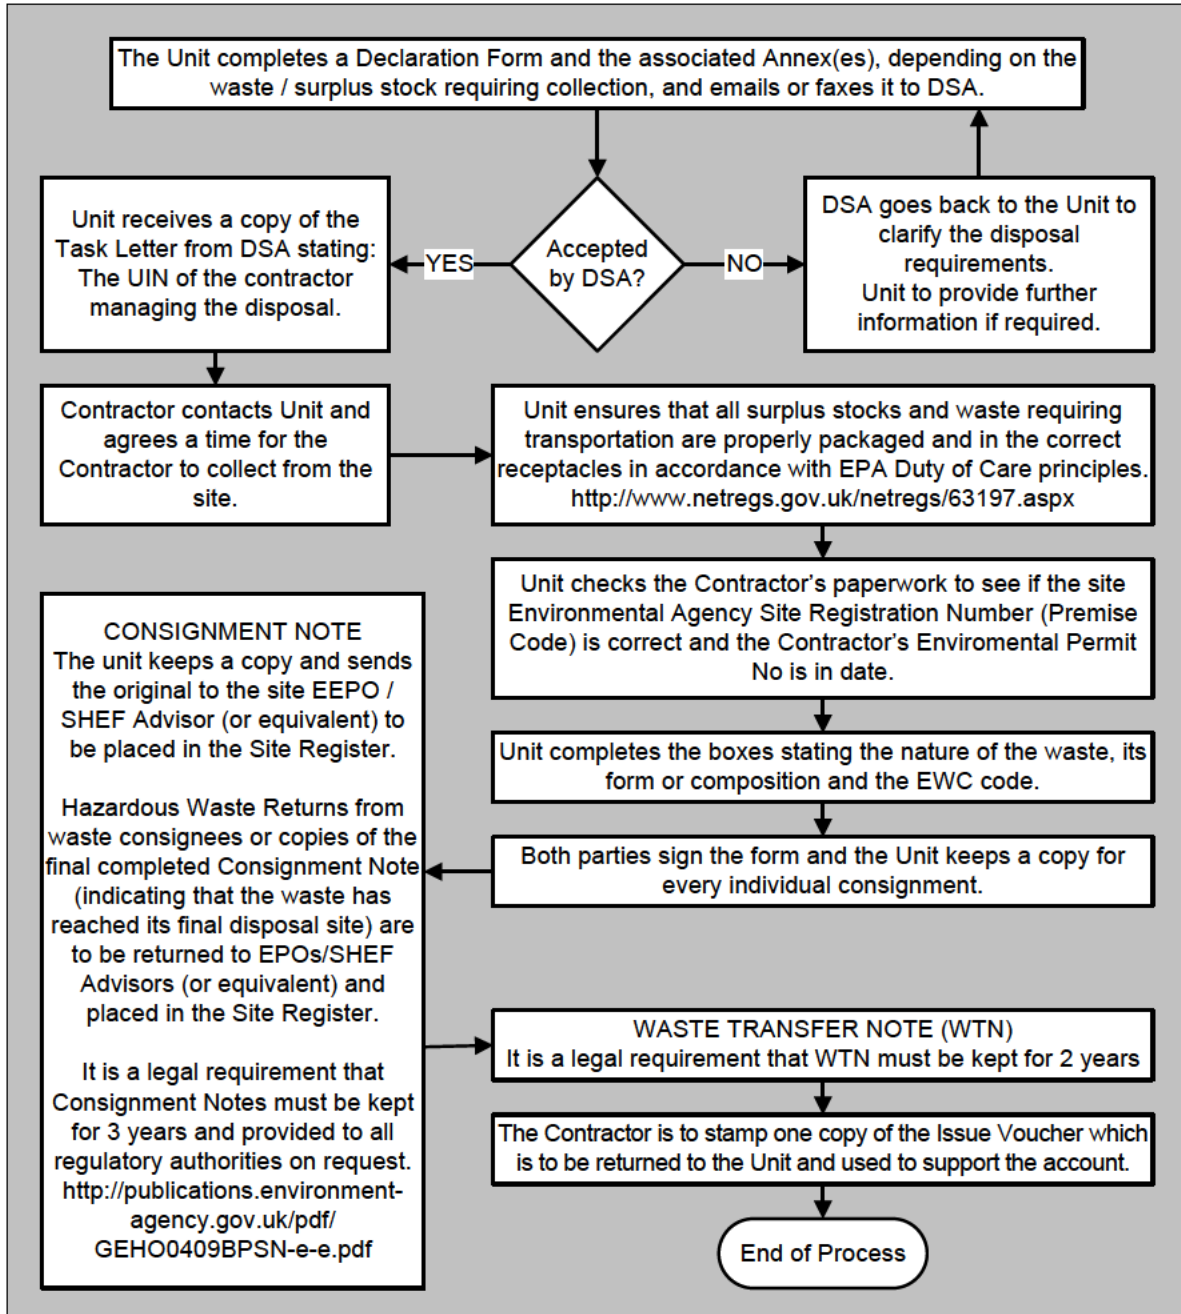 The Unit completes a Declaration Form and the associated Annex(es), depending on the
waste / surplus stock requiring collection, and emails or faxes it to DSA.
Unit receives a copy of the
Task Letter from DSA stating:
The UIN of the contractor
managing the disposal.
YES
Accepted
by DSA?
NO
DSA goes back to the Unit to
clarify the disposal
requirements.
Unit to provide further
information if required.
Contractor contacts Unit and
agrees a time for the
Contractor to collect from the
site.
Unit ensures that all surplus stocks and waste requiring
transportation are properly packaged and in the correct
receptacles in accordance with EPA Duty of Care principles.
http://www.netregs.gov.uk/netregs/63197.aspx
Unit checks the Contractor's paperwork to see if the site
Environmental Agency Site Registration Number (Premise
Code) is correct and the Contractor's Enviromental Permit
No is in date.
Unit completes the boxes stating the nature of the waste, its
form or composition and the EWC code.
Both parties sign the form and the Unit keeps a copy for
every individual consignment.
CONSIGNMENT NOTE
The unit keeps a copy and sends
the original to the site EEPO /
SHEF Advisor (or equivalent) to
be placed in the Site Register.
Hazardous Waste Returns from
waste consignees or copies of the
final completed Consignment Note
(indicating that the waste has
reached its final disposal site) are
to be returned to EPOs/SHEF
Advisors (or equivalent) and
placed in the Site Register.
It is a legal requirement that
Consignment Notes must be kept
for 3 years and provided to all
regulatory authorities on request.
http://publications.environment-
agency.gov.uk/pdf/
GEHO0409BPSN-e-e.pdf
WASTE TRANSFER NOTE (WTN)
It is a legal requirement that WTN must be kept for 2 years
The Contractor is to stamp one copy of the Issue Voucher which
is to be returned to the Unit and used to support the account.
End of Process